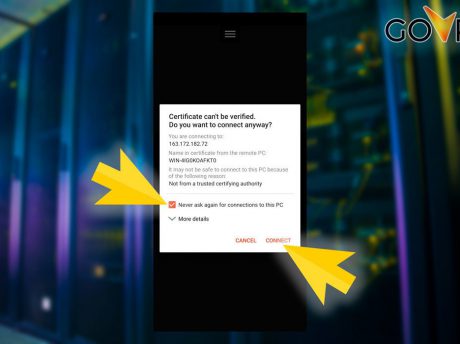 Certificate can't be verified.
Do you want to connect anyway?
You are connecting to:
163.172.182.72
Name in certificate from the remote PC:
WIN-8IG0KOAFKT0
It may not be safe to connect to this PC because
of the following reason:
Not from a trusted certifying authority
Never ask again for connections to this PC
More details
CANCEL
CONNECT